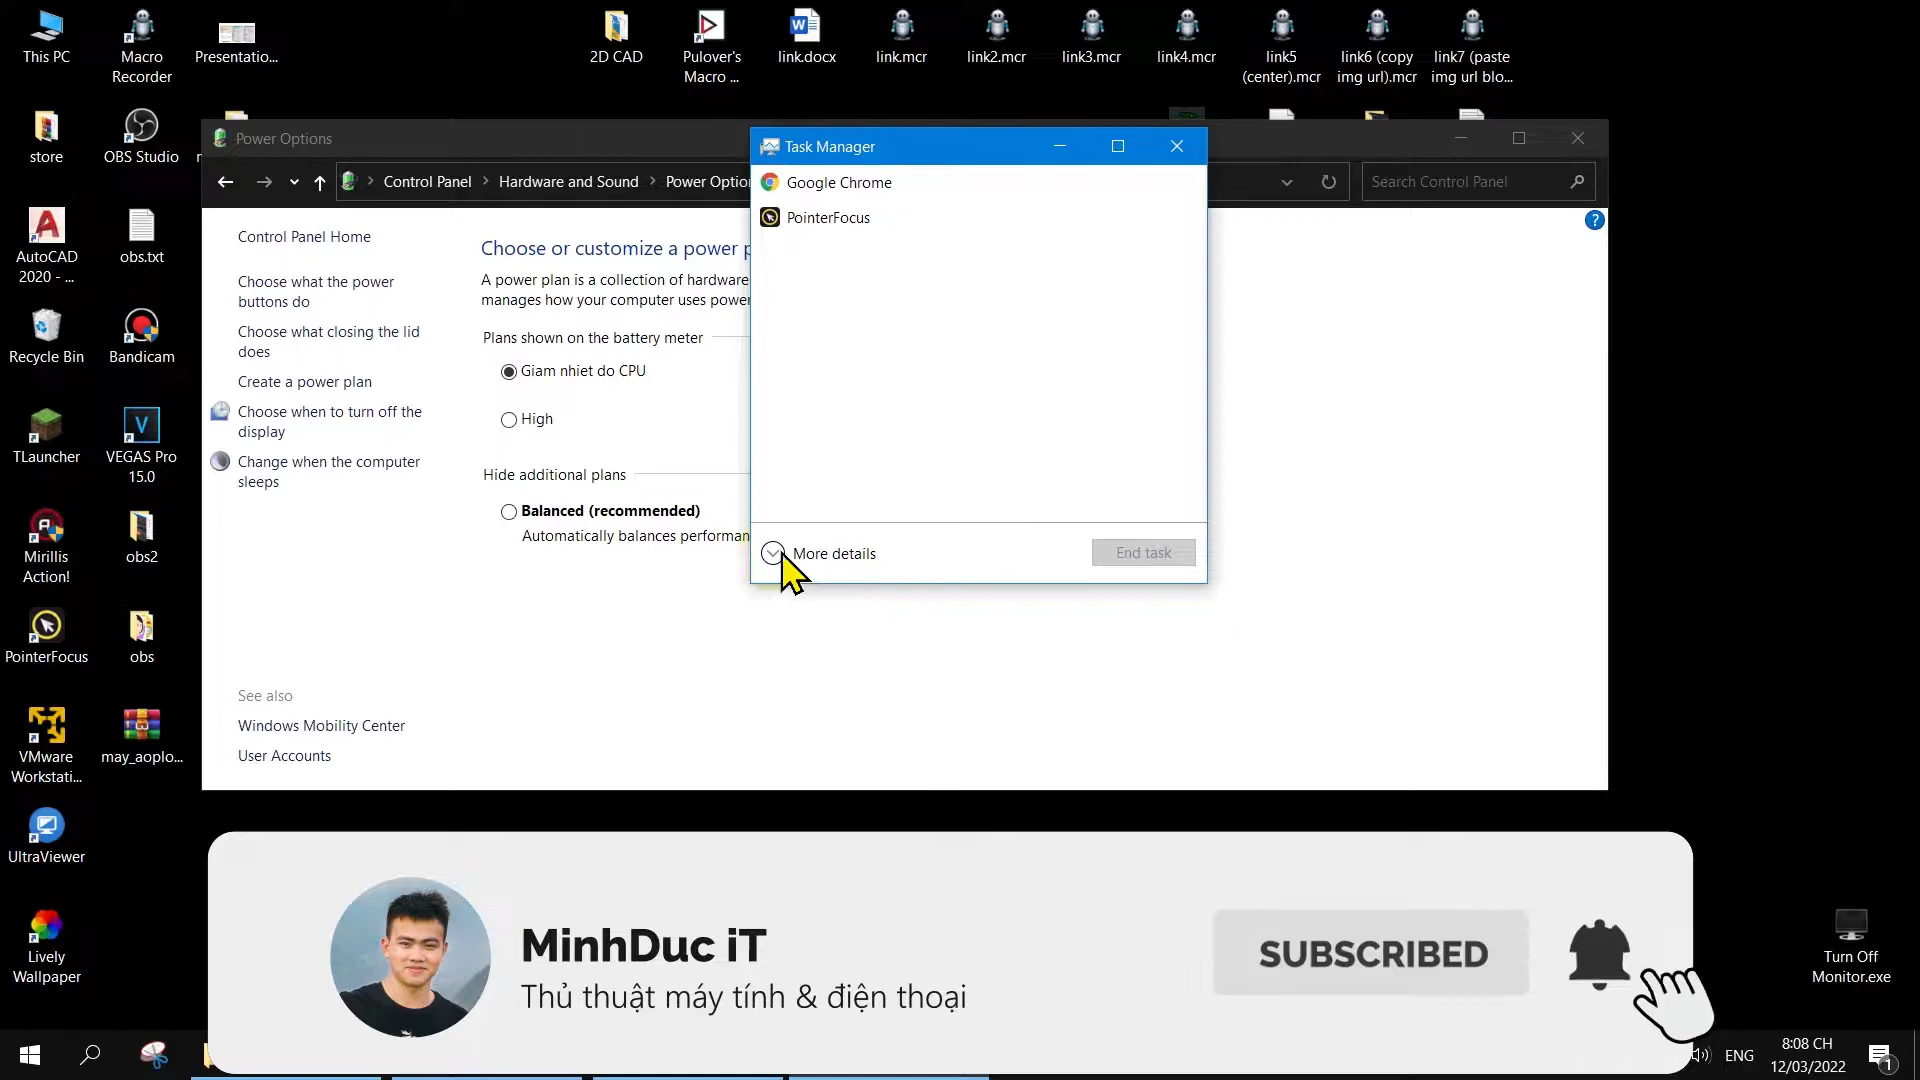 This PC
Macro
Recorder
Presentatio...
2D CAD
Pulover's
Macro ...
link.docx
link.mcr
link2.mcr
link3.mcr
link4.mcr
link5
(center).mcr
link6 (copy
img url).mcr
link7 (paste
img url blo...
store
OBS Studio
AutoCAD
2020 - ...
obs.txt
Recycle Bin
Bandicam
TLauncher
VEGAS Pro
15.0
Mirillis
Action!
obs2
PointerFocus
obs
VMware
Workstati...
may_aoplo...
UltraViewer
Lively
Wallpaper
Turn Off
Monitor.exe
Power Options
Control Panel
Hardware and Sound
Power Optio
Search Control Panel
Control Panel Home
Choose what the power
buttons do
Choose what closing the lid
does
Create a power plan
Choose when to turn off the
display
Change when the computer
sleeps
See also
Windows Mobility Center
User Accounts
Choose or customize a power p
A power plan is a collection of hardware
manages how your computer uses power
Plans shown on the battery meter
Giam nhiet do CPU
High
Hide additional plans
Balanced (recommended)
Automatically balances performan
Task Manager
Google Chrome
PointerFocus
More details
End task
MinhDuc iT
Thủ thuật máy tính & điện thoại
SUBSCRIBED
ENG
8:08 CH
12/03/2022
1